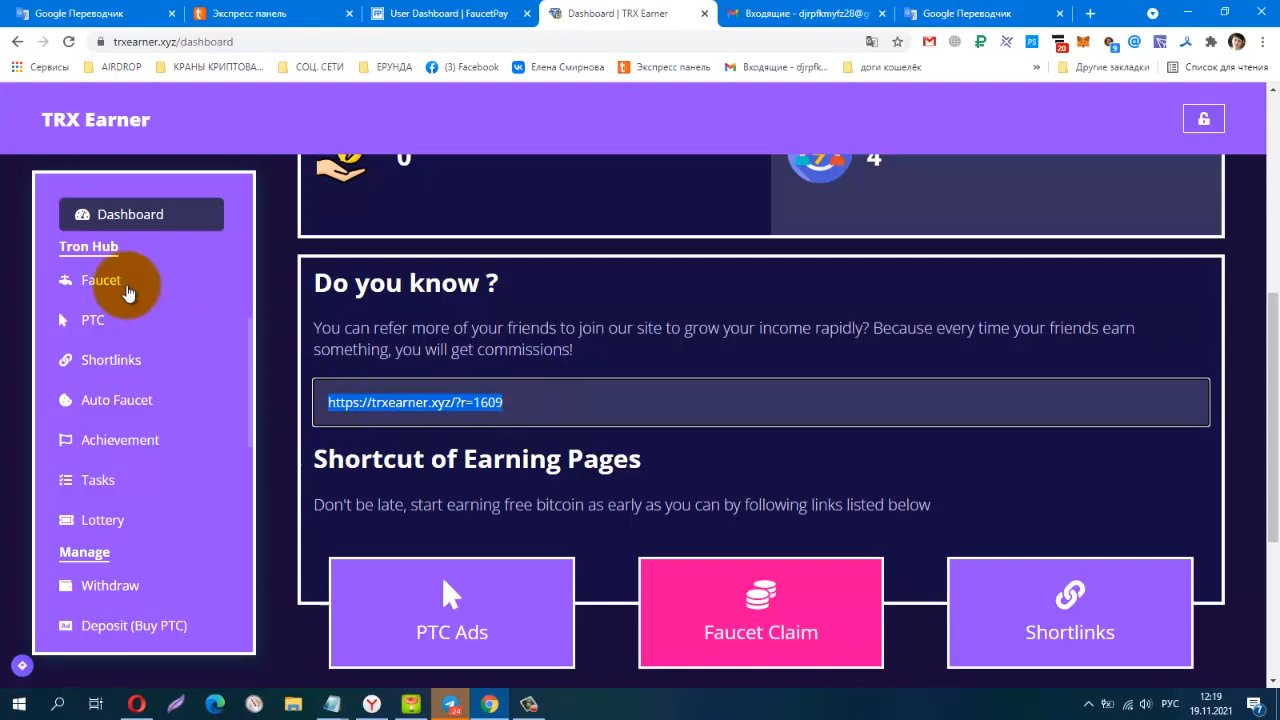 Google Переводчик
Экспресс панель
User Dashboard | FaucetPay
Dashboard | TRX Earner
Входящие - djrpfkmyfz28@g
Google Переводчик
trxearner.xyz/dashboard
20
9
Сервисы
AIRDROP
КРАНЫ КРИПТОВА...
СОЦ. СЕТИ
ЕРУНДА
(3) Facebook
Елена Смирнова
Экспресс панель
Входящие - djrpfk...
доги кошелёк
»
Другие закладки
Список для чтения
TRX Earner
0
4
Dashboard
Tron Hub
Faucet
PTC
Shortlinks
Auto Faucet
Achievement
Tasks
Lottery
Manage
Withdraw
Deposit (Buy PTC)
Do you know ?
You can refer more of your friends to join our site to grow your income rapidly? Because every time your friends earn
something, you will get commissions!
https://trxearner.xyz/?r=1609
Shortcut of Earning Pages
Don't be late, start earning free bitcoin as early as you can by following links listed below
PTC Ads
Faucet Claim
Shortlinks
24
РУС
12:19
19.11.2021